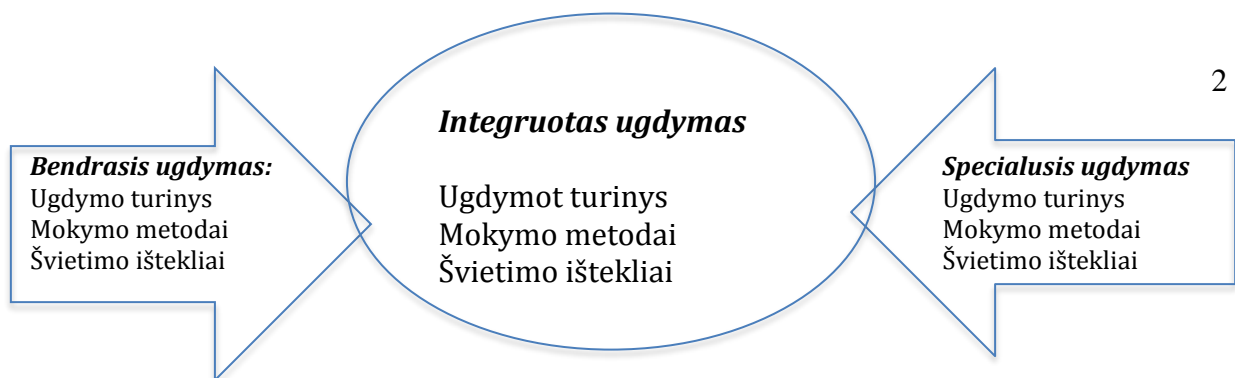 2
Bendrasis ugdymas:
Ugdymo turinys
Mokymo metodai
Švietimo ištekliai
Integruotas ugdymas
Ugdymot turinys
Mokymo metodai
Švietimo ištekliai
Specialusis ugdymas
Ugdymo turinys
Mokymo metodai
Švietimo ištekliai